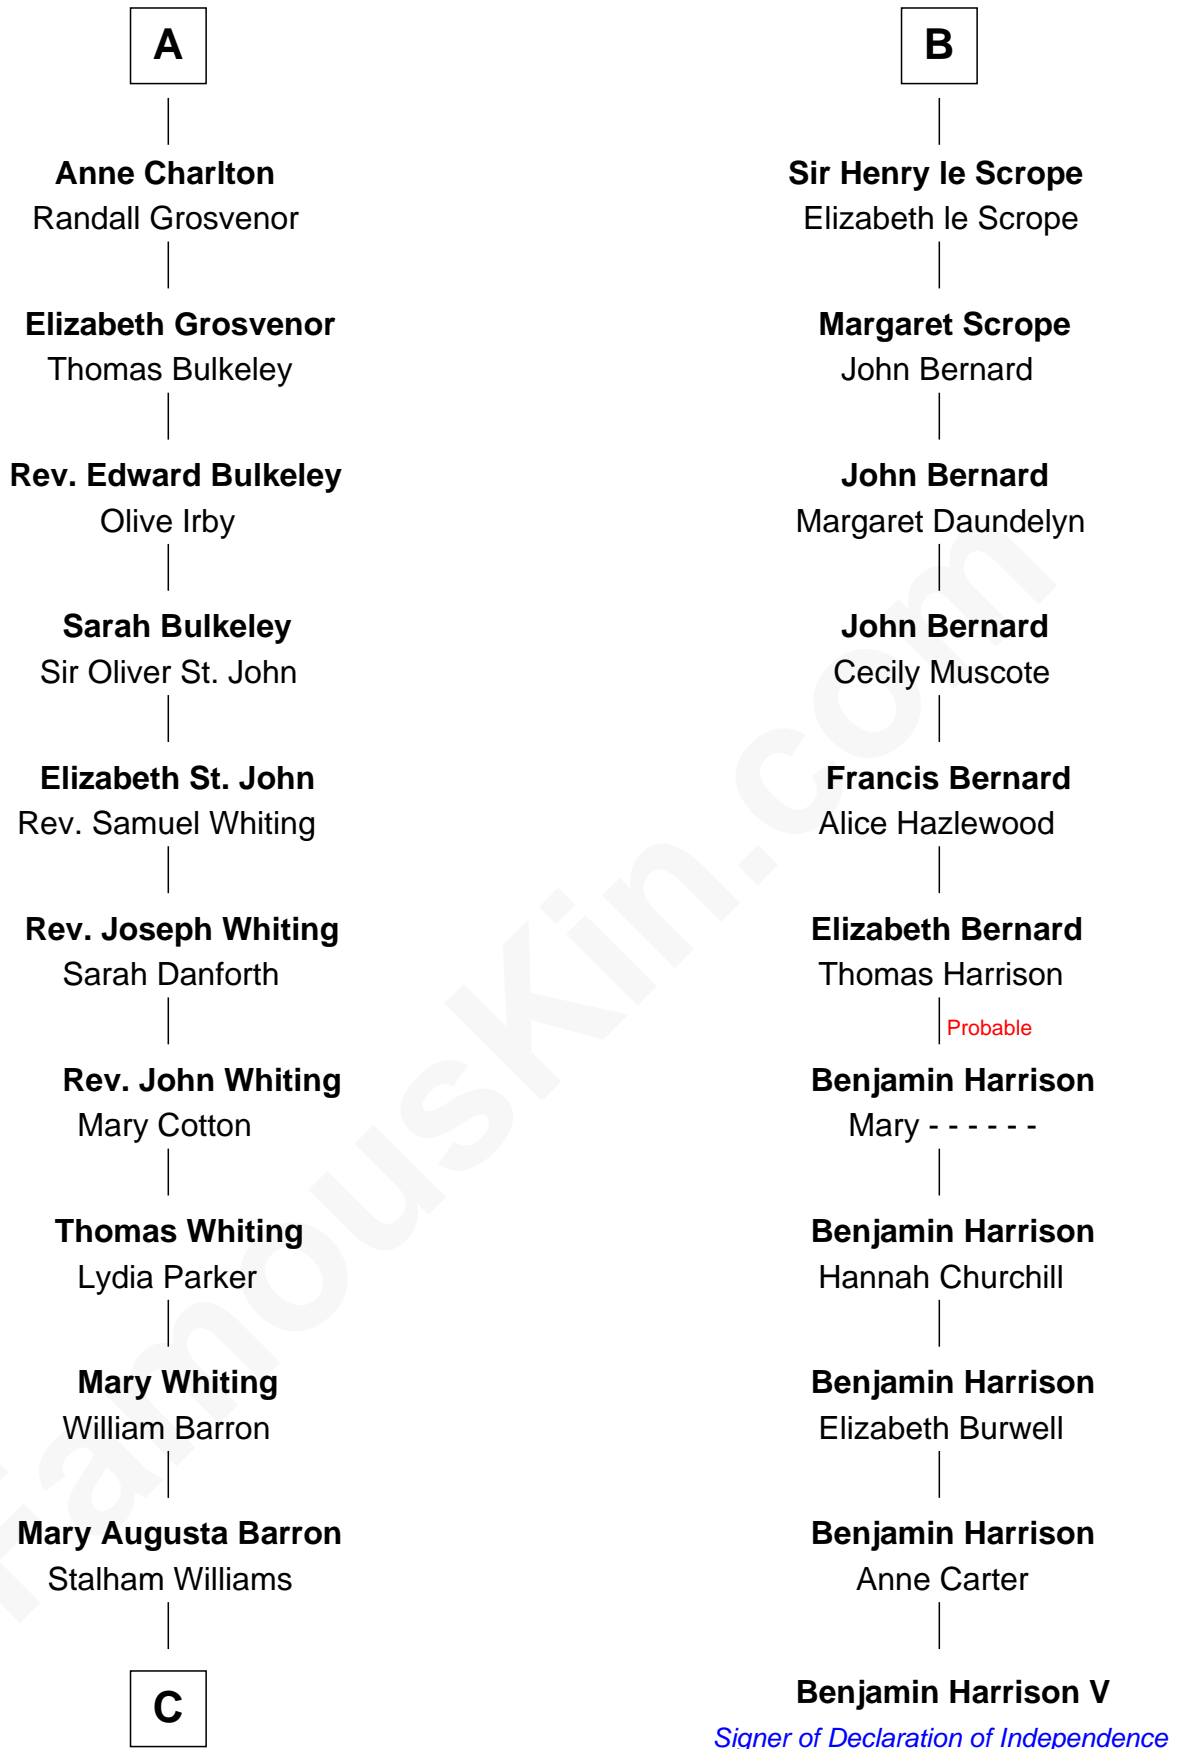 A
Anne Charlton
Randall Grosvenor
Elizabeth Grosvenor
Thomas Bulkeley
Rev. Edward Bulkeley
Olive Irby
Sarah Bulkeley
Sir Oliver St. John
Elizabeth St. John
Rev. Samuel Whiting
Rev. Joseph Whiting
Sarah Danforth
Rev. John Whiting
Mary Cotton
Thomas Whiting
Lydia Parker
Mary Whiting
William Barron
Mary Augusta Barron
Stalham Williams
C
B
Sir Henry le Scrope
Elizabeth le Scrope
Margaret Scrope
John Bernard
John Bernard
Margaret Daundelyn
John Bernard
Cecily Muscote
Francis Bernard
Alice Hazlewood
Elizabeth Bernard
Thomas Harrison
Probable
Benjamin Harrison
Mary - - - - - -
Benjamin Harrison
Hannah Churchill
Benjamin Harrison
Elizabeth Burwell
Benjamin Harrison
Anne Carter
Benjamin Harrison V
Signer of Declaration of Independence
FamousKin.com